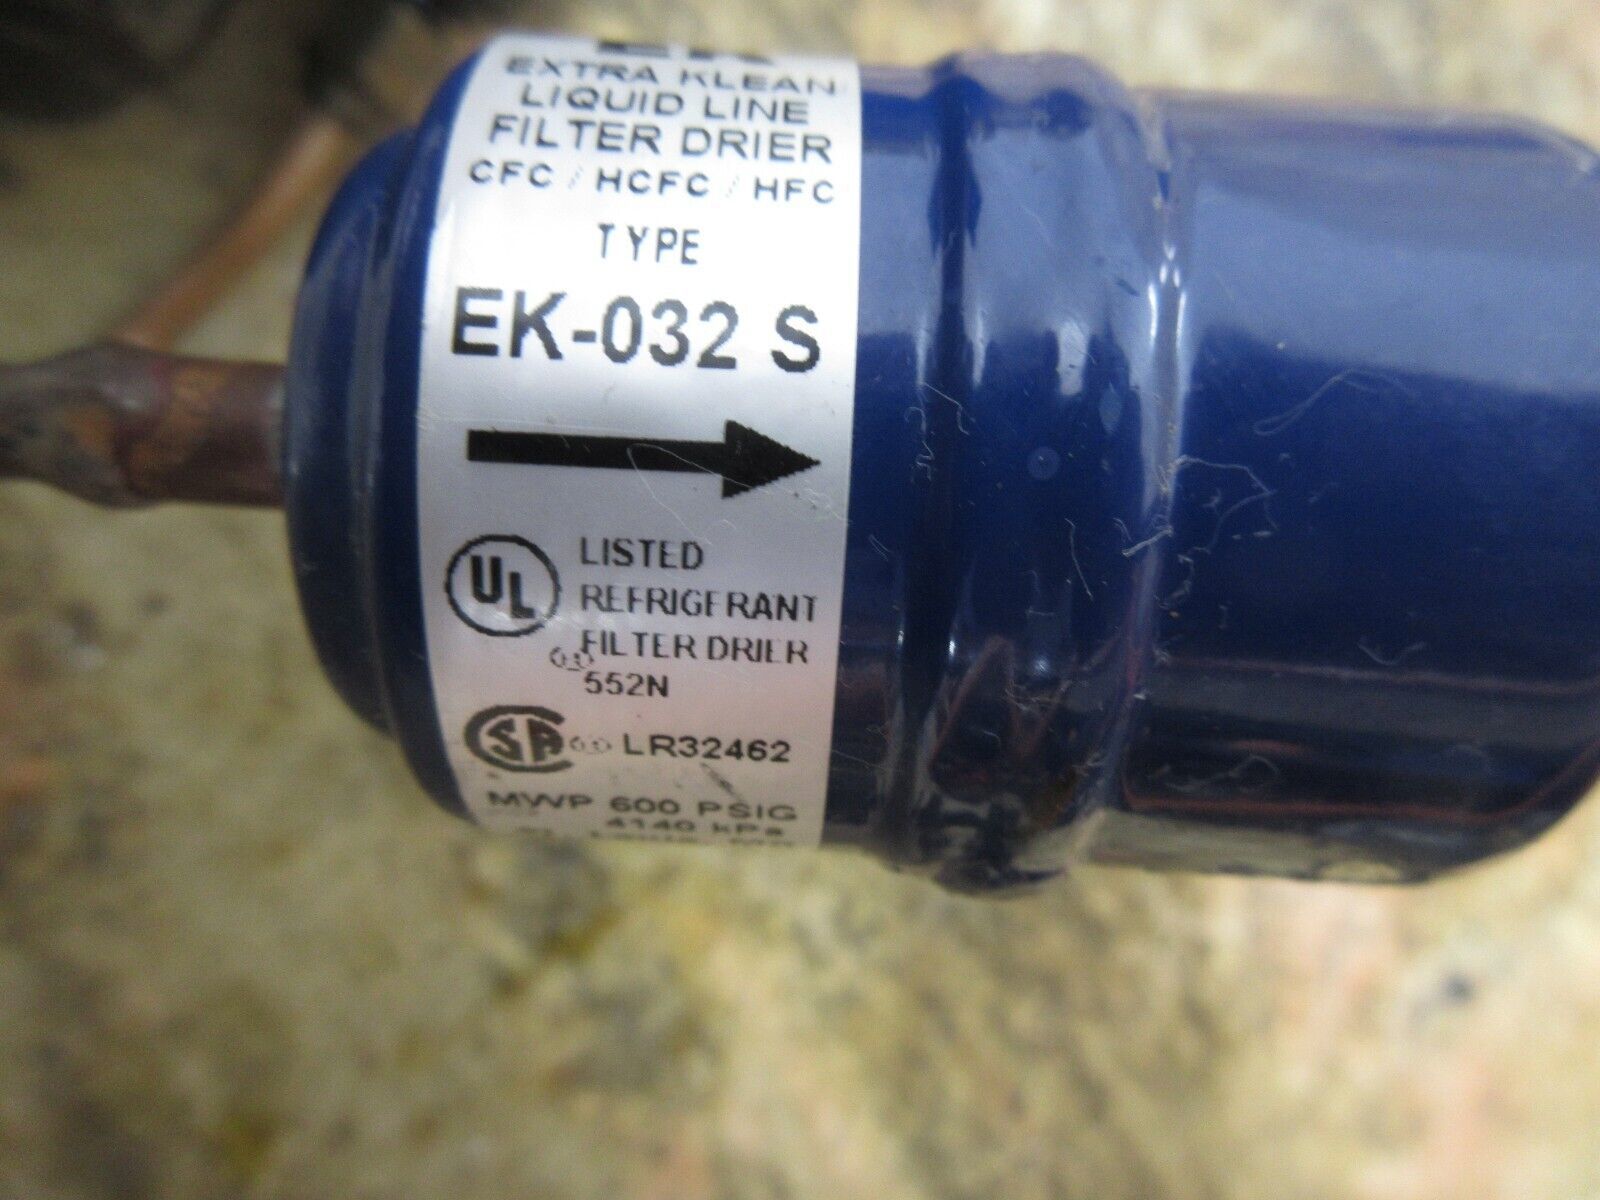 EK
EXTRA KLEAN
LIQUID LINE
FILTER DRIER
CFC / HCFC / HFC
TYPE
EK-032 S
UL LISTED
REFRIGERANT
FILTER DRIER
552N
LR32462
MWP 600 PSIG
4140 kPa